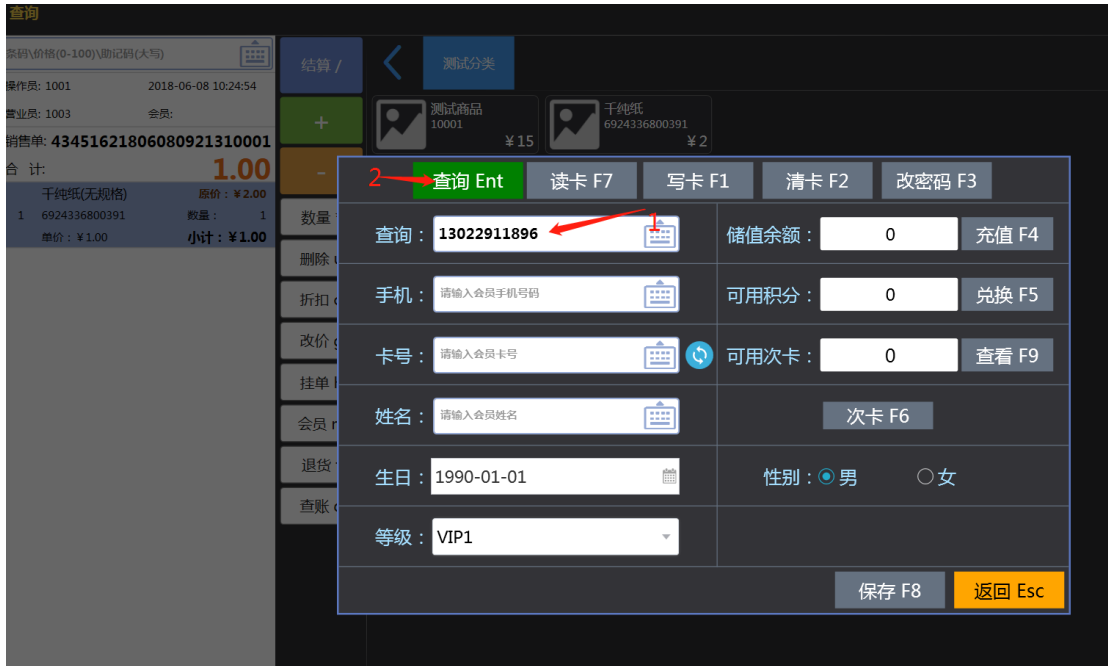 查询
条码\价格(0-100)\助记码(大写)
操作员: 1001 2018-06-08 10:24:54
营业员: 1003 会员:
销售单: 4345162180608092131​0001
合 计: 1.00
千纯纸(无规格) 原价：￥2.00
1 6924336800391 数量： 1
单价：￥1.00 小计：￥1.00
结算 /
+
-
数量
删除
折扣
改价
挂单
会员
退货
查账
测试分类
测试商品
10001
￥15
千纯纸
6924336800391
￥2
2
查询 Ent 读卡 F7 写卡 F1 清卡 F2 改密码 F3
查询： 13022911896 1 储值余额： 0 充值 F4
手机： 请输入会员手机号码 可用积分： 0 兑换 F5
卡号： 请输入会员卡号 可用次卡： 0 查看 F9
姓名： 请输入会员姓名 次卡 F6
生日： 1990-01-01 性别： 男 女
等级： VIP1
保存 F8 返回 Esc